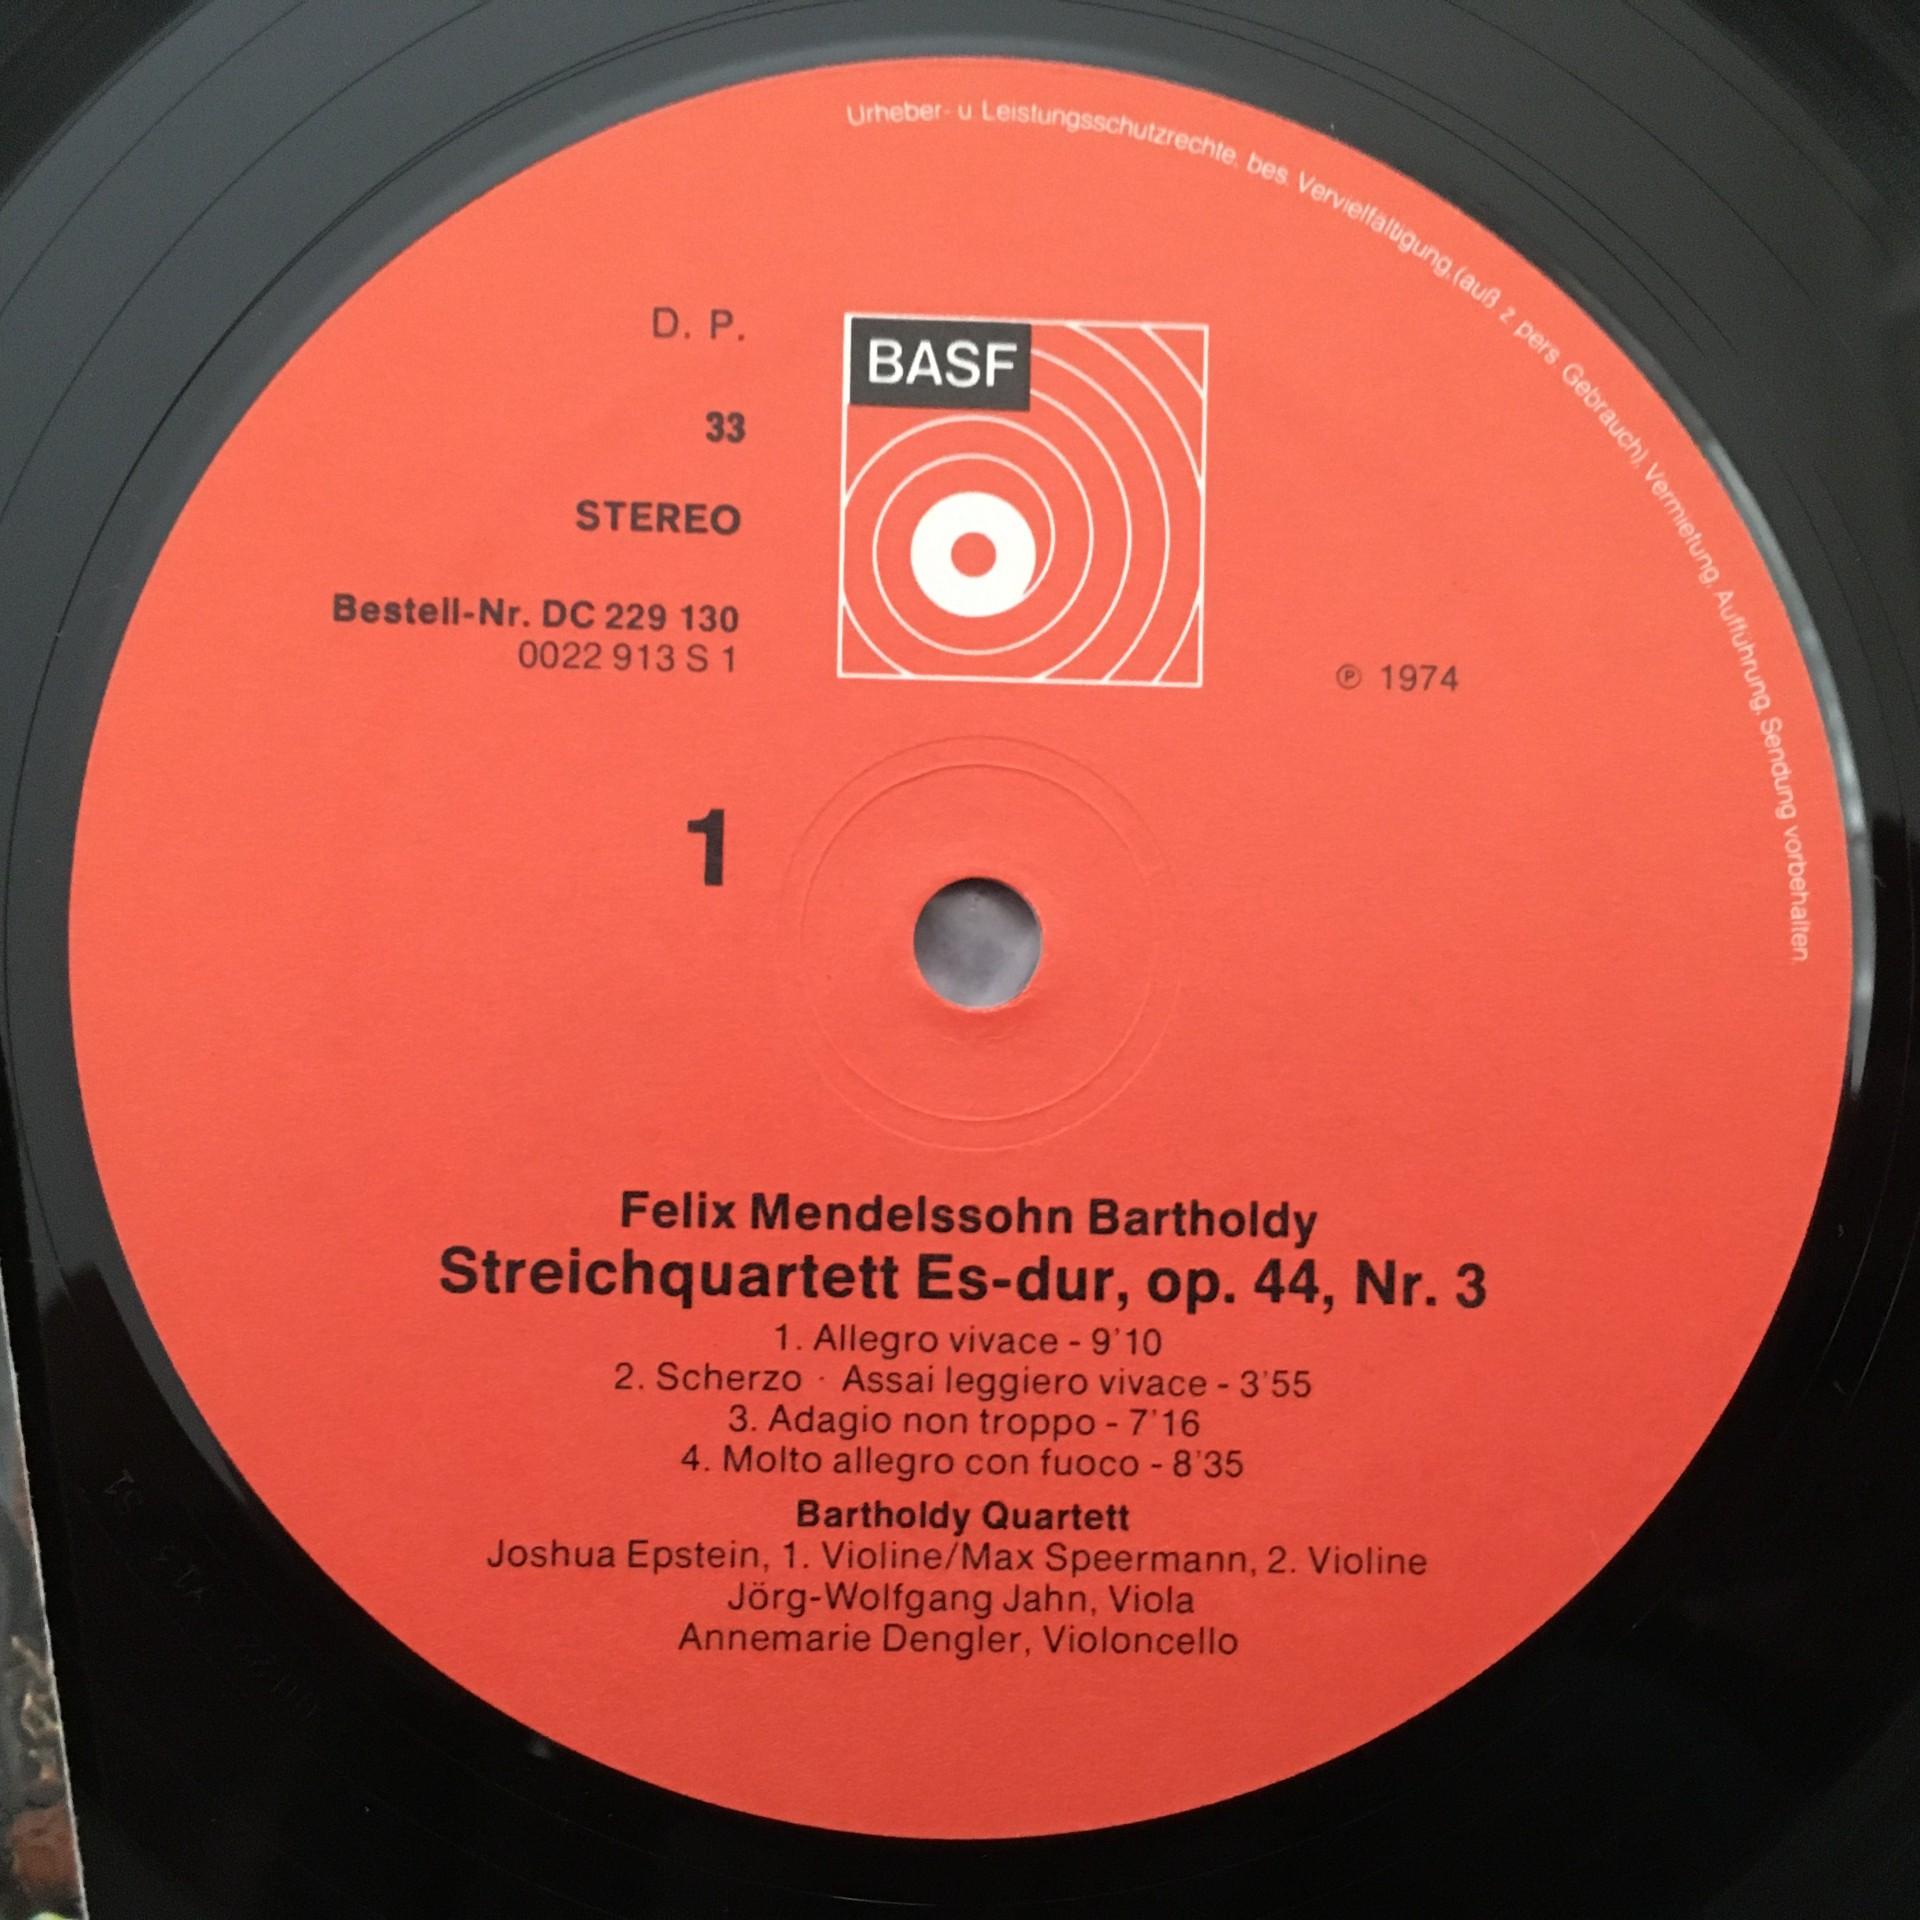 Urheber- u Leistungsschutzrechte, bes. Vervielfältigung, (auß. z pers. Gebrauch), Vermietung, Aufführung, Sendung vorbehalten.
D. P.
BASF
33
STEREO
Bestell-Nr. DC 229 130
0022 913 S 1
℗ 1974
1
Felix Mendelssohn Bartholdy
Streichquartett Es-dur, op. 44, Nr. 3
1. Allegro vivace - 9'10
2. Scherzo · Assai leggiero vivace - 3'55
3. Adagio non troppo - 7'16
4. Molto allegro con fuoco - 8'35
Bartholdy Quartett
Joshua Epstein, 1. Violine/Max Speermann, 2. Violine
Jörg-Wolfgang Jahn, Viola
Annemarie Dengler, Violoncello